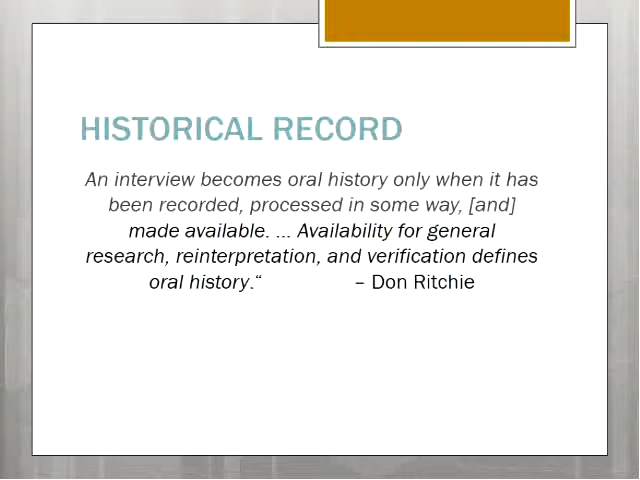 HISTORICAL RECORD
An interview becomes oral history only when it has
been recorded, processed in some way, [and]
made available. ... Availability for general
research, reinterpretation, and verification defines
oral history.“ – Don Ritchie